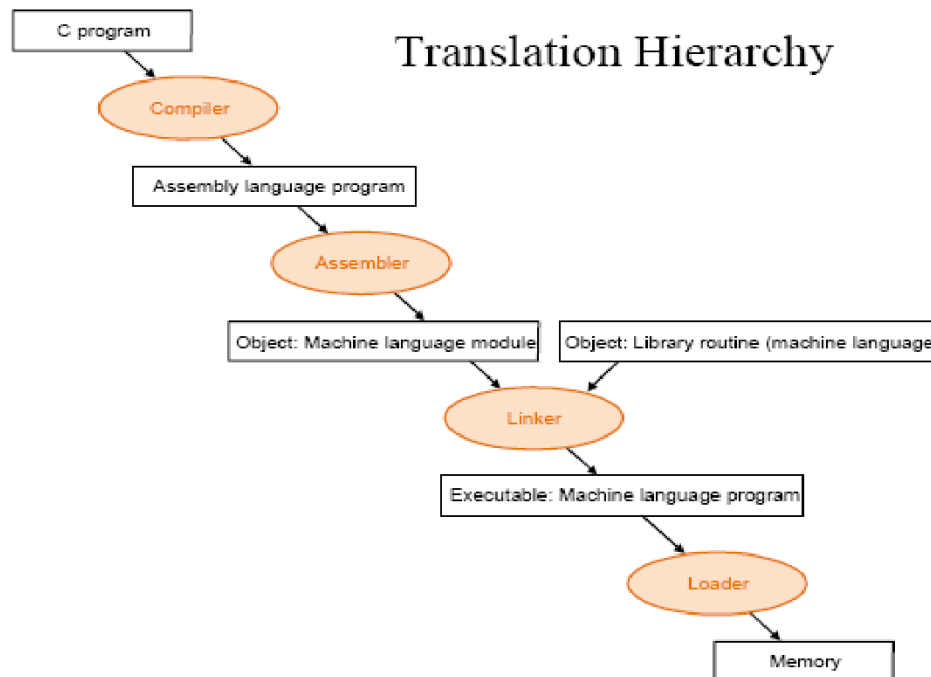 C program
Translation Hierarchy
Compiler
Assembly language program
Assembler
Object: Machine language module
Object: Library routine (machine language
Linker
Executable: Machine language program
Loader
Memory